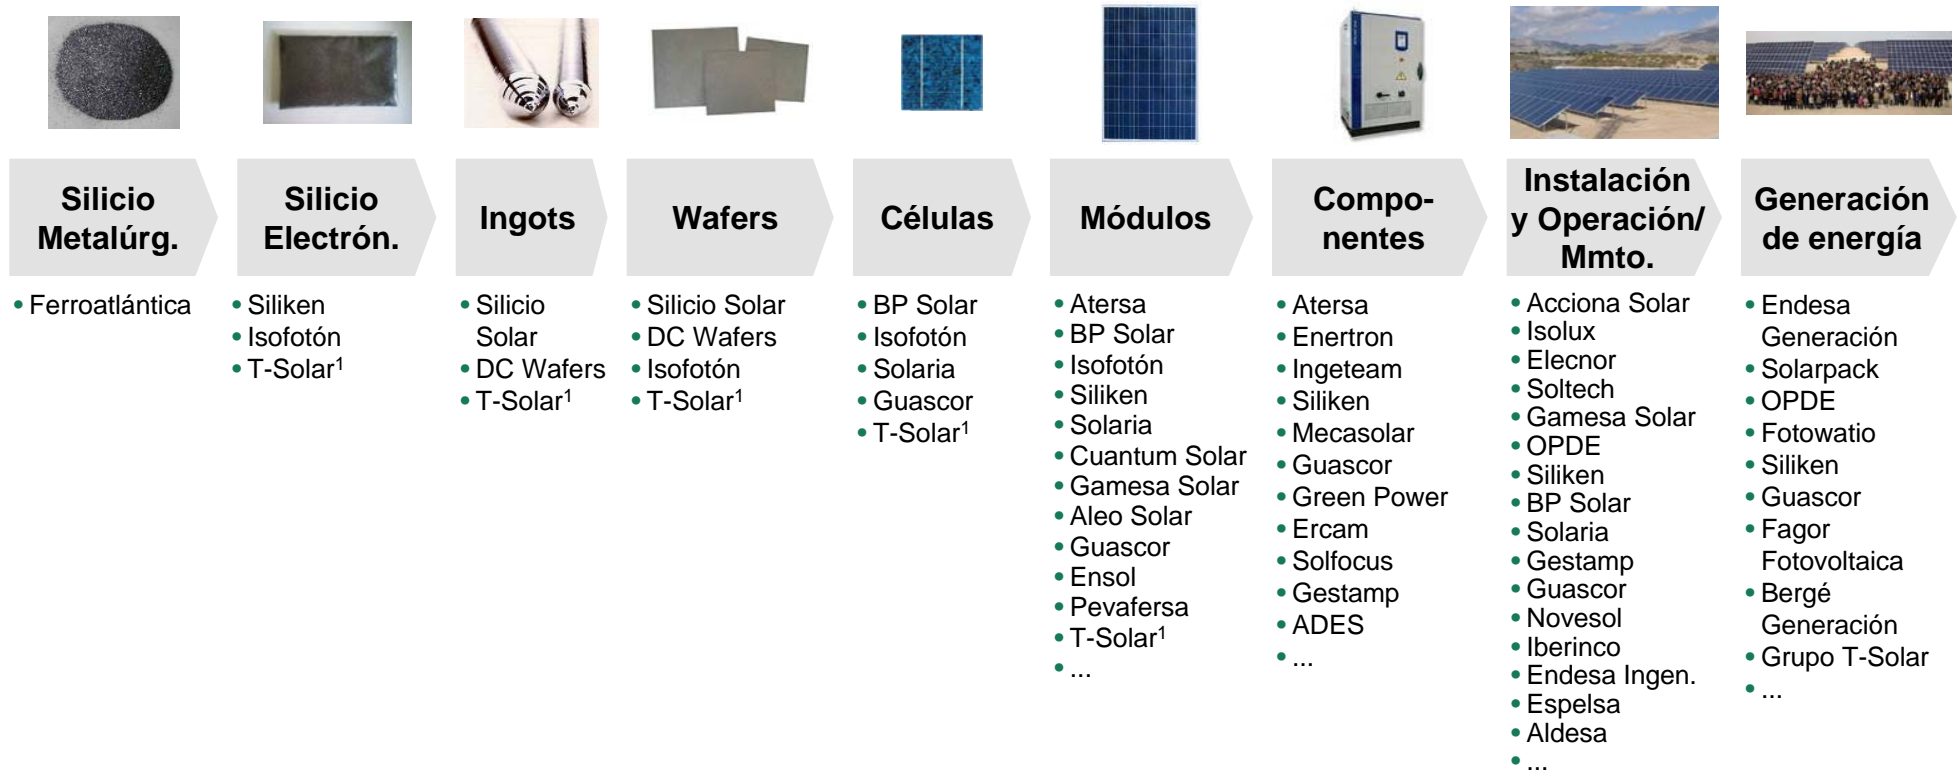 Silicio
Metalúrg.
Silicio
Electrón.
Ingots
Wafers
Células
Módulos
Compo-
nentes
Instalación
y Operación/
Mmto.
Generación
de energía
• Ferroatlántica
• Siliken
• Isofotón
• T-Solar¹
• Silicio
Solar
• DC Wafers
• T-Solar¹
• Silicio Solar
• DC Wafers
• Isofotón
• T-Solar¹
• BP Solar
• Isofotón
• Solaria
• Guascor
• T-Solar¹
• Atersa
• BP Solar
• Isofotón
• Siliken
• Solaria
• Cuantum Solar
• Gamesa Solar
• Aleo Solar
• Guascor
• Ensol
• Pevafersa
• T-Solar¹
• ...
• Atersa
• Enertron
• Ingeteam
• Siliken
• Mecasolar
• Guascor
• Green Power
• Ercam
• Solfocus
• Gestamp
• ADES
• ...
• Acciona Solar
• Isolux
• Elecnor
• Soltech
• Gamesa Solar
• OPDE
• Siliken
• BP Solar
• Solaria
• Gestamp
• Guascor
• Novesol
• Iberinco
• Endesa Ingen.
• Espelsa
• Aldesa
• ...
• Endesa
Generación
• Solarpack
• OPDE
• Fotowatio
• Siliken
• Guascor
• Fagor
Fotovoltaica
• Bergé
Generación
• Grupo T-Solar
• ...